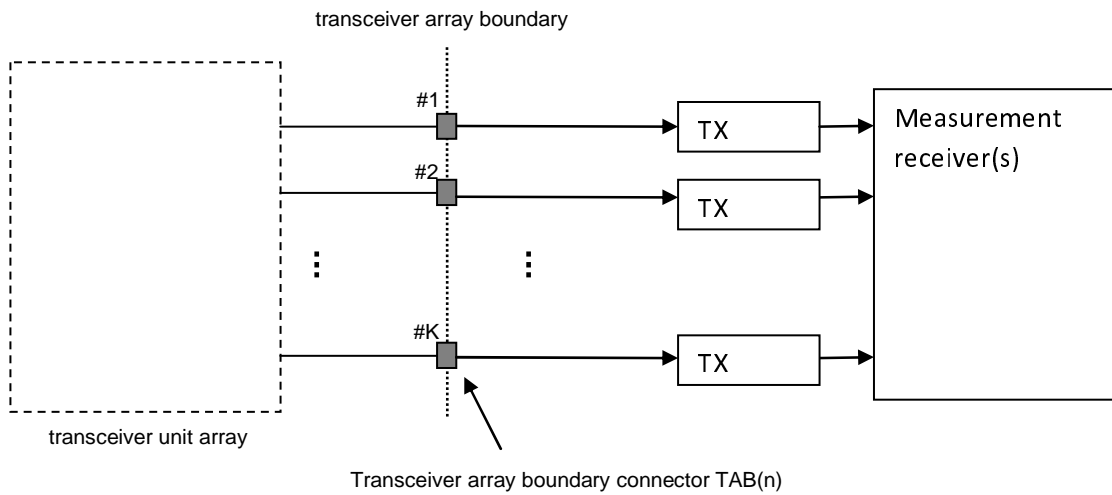 transceiver array boundary
#1
TX
Measurement
receiver(s)
#2
TX
#K
TX
transceiver unit array
Transceiver array boundary connector TAB(n)